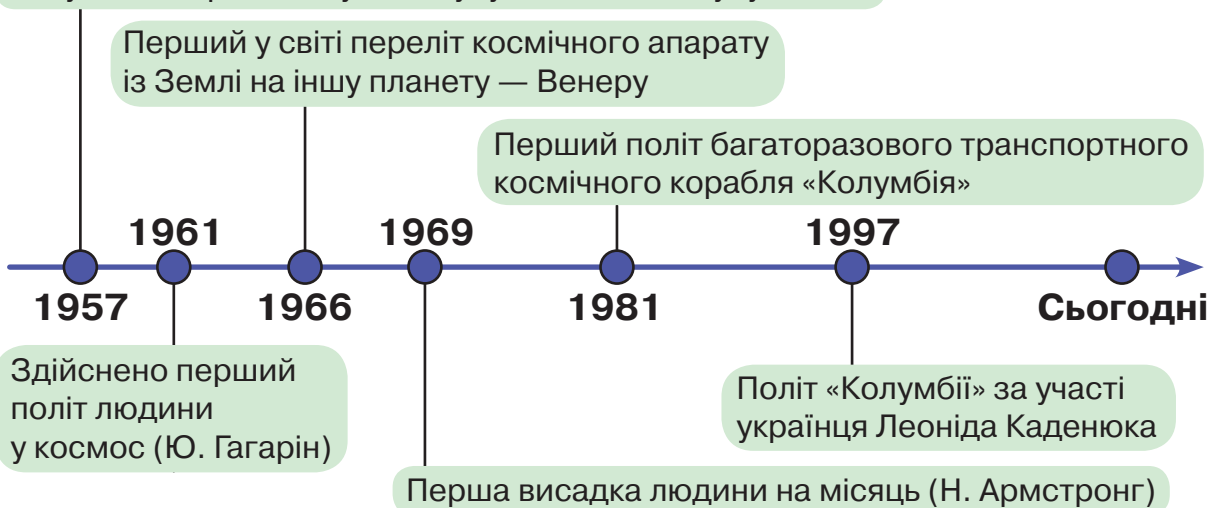 Перший у світі переліт космічного апарату
із Землі на іншу планету — Венеру
Перший політ багаторазового транспортного
космічного корабля «Колумбія»
1961
1969
1997
1957
1966
1981
Сьогодні
Здійснено перший
політ людини
у космос (Ю. Гагарін)
Політ «Колумбії» за участі
українця Леоніда Каденюка
Перша висадка людини на місяць (Н. Армстронг)